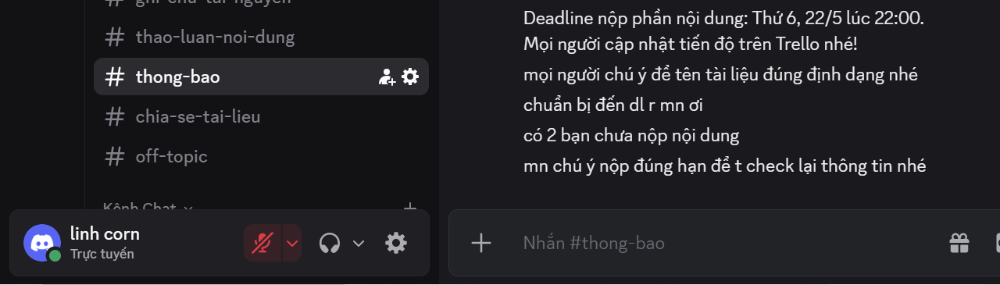 ghi-chu-tai-nguyen
thao-luan-noi-dung
thong-bao
chia-se-tai-lieu
off-topic
Kênh Chat
linh corn
Trực tuyến
Deadline nộp phần nội dung: Thứ 6, 22/5 lúc 22:00.
Mọi người cập nhật tiến độ trên Trello nhé!
mọi người chú ý để tên tài liệu đúng định dạng nhé
chuẩn bị đến dl r mn ơi
có 2 bạn chưa nộp nội dung
mn chú ý nộp đúng hạn để t check lại thông tin nhé
Nhắn #thong-bao